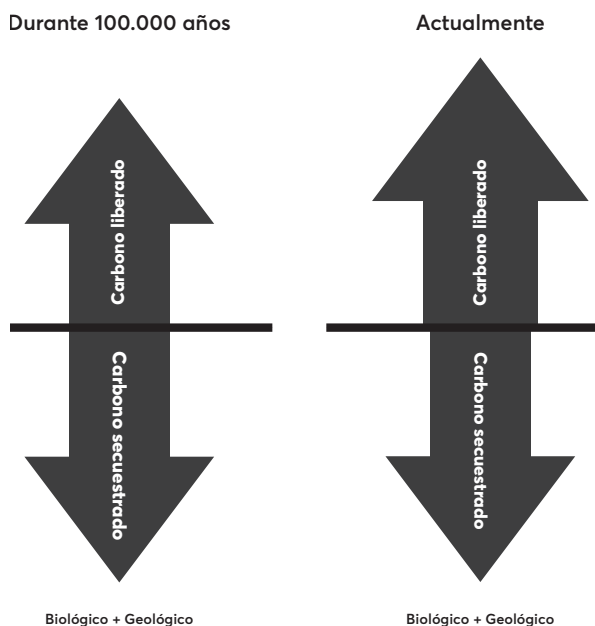 Durante 100.000 años
Actualmente
Carbono liberado
Carbono secuestrado
Carbono liberado
Carbono secuestrado
Biológico + Geológico
Biológico + Geológico